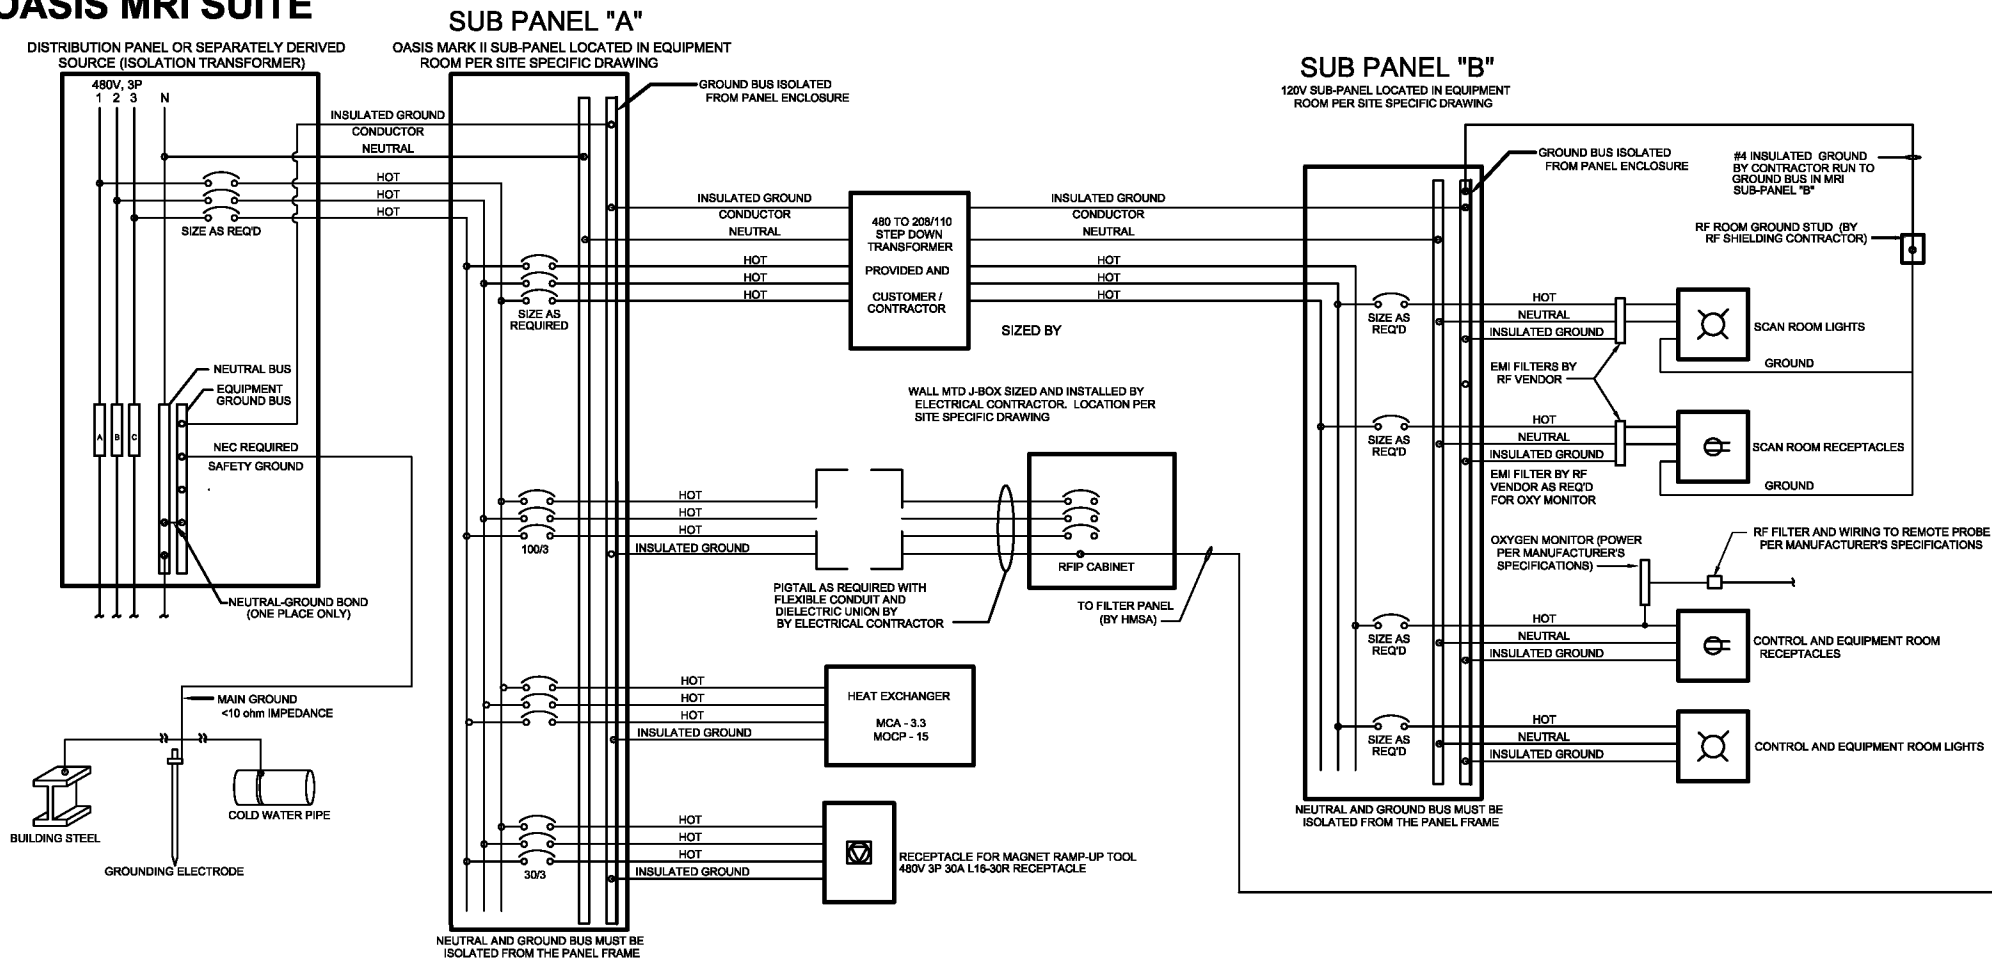 OASIS MRI SUITE
DISTRIBUTION PANEL OR SEPARATELY DERIVED
SOURCE (ISOLATION TRANSFORMER)
480V, 3P
1 2 3 N
SIZE AS REQ'D
NEUTRAL BUS
EQUIPMENT
GROUND BUS
A B C
NEC REQUIRED
SAFETY GROUND
NEUTRAL-GROUND BOND
(ONE PLACE ONLY)
MAIN GROUND
<10 ohm IMPEDANCE
BUILDING STEEL
COLD WATER PIPE
GROUNDING ELECTRODE
INSULATED GROUND
CONDUCTOR
NEUTRAL
HOT
HOT
HOT
SUB PANEL "A"
OASIS MARK II SUB-PANEL LOCATED IN EQUIPMENT
ROOM PER SITE SPECIFIC DRAWING
GROUND BUS ISOLATED
FROM PANEL ENCLOSURE
SIZE AS
REQUIRED
INSULATED GROUND
CONDUCTOR
NEUTRAL
HOT
HOT
HOT
480 TO 208/110
STEP DOWN
TRANSFORMER
PROVIDED AND
CUSTOMER /
CONTRACTOR
SIZED BY
INSULATED GROUND
CONDUCTOR
NEUTRAL
HOT
HOT
HOT
WALL MTD J-BOX SIZED AND INSTALLED BY
ELECTRICAL CONTRACTOR. LOCATION PER
SITE SPECIFIC DRAWING
100/3
HOT
HOT
HOT
INSULATED GROUND
RFIP CABINET
PIGTAIL AS REQUIRED WITH
FLEXIBLE CONDUIT AND
DIELECTRIC UNION BY
BY ELECTRICAL CONTRACTOR
TO FILTER PANEL
(BY HMSA)
HOT
HOT
HOT
INSULATED GROUND
HEAT EXCHANGER
MCA - 3.3
MOCP - 15
30/3
HOT
HOT
HOT
INSULATED GROUND
RECEPTACLE FOR MAGNET RAMP-UP TOOL
480V 3P 30A L16-30R RECEPTACLE
NEUTRAL AND GROUND BUS MUST BE
ISOLATED FROM THE PANEL FRAME
SUB PANEL "B"
120V SUB-PANEL LOCATED IN EQUIPMENT
ROOM PER SITE SPECIFIC DRAWING
GROUND BUS ISOLATED
FROM PANEL ENCLOSURE
#4 INSULATED GROUND
BY CONTRACTOR RUN TO
GROUND BUS IN MRI
SUB-PANEL "B"
RF ROOM GROUND STUD (BY
RF SHIELDING CONTRACTOR)
SIZE AS
REQ'D
HOT
NEUTRAL
INSULATED GROUND
SCAN ROOM LIGHTS
GROUND
EMI FILTERS BY
RF VENDOR
SIZE AS
REQ'D
HOT
NEUTRAL
INSULATED GROUND
SCAN ROOM RECEPTACLES
GROUND
EMI FILTER BY RF
VENDOR AS REQ'D
FOR OXY MONITOR
OXYGEN MONITOR (POWER
PER MANUFACTURER'S
SPECIFICATIONS)
RF FILTER AND WIRING TO REMOTE PROBE
PER MANUFACTURER'S SPECIFICATIONS
SIZE AS
REQ'D
HOT
NEUTRAL
INSULATED GROUND
CONTROL AND EQUIPMENT ROOM
RECEPTACLES
SIZE AS
REQ'D
HOT
NEUTRAL
INSULATED GROUND
CONTROL AND EQUIPMENT ROOM LIGHTS
NEUTRAL AND GROUND BUS MUST BE
ISOLATED FROM THE PANEL FRAME